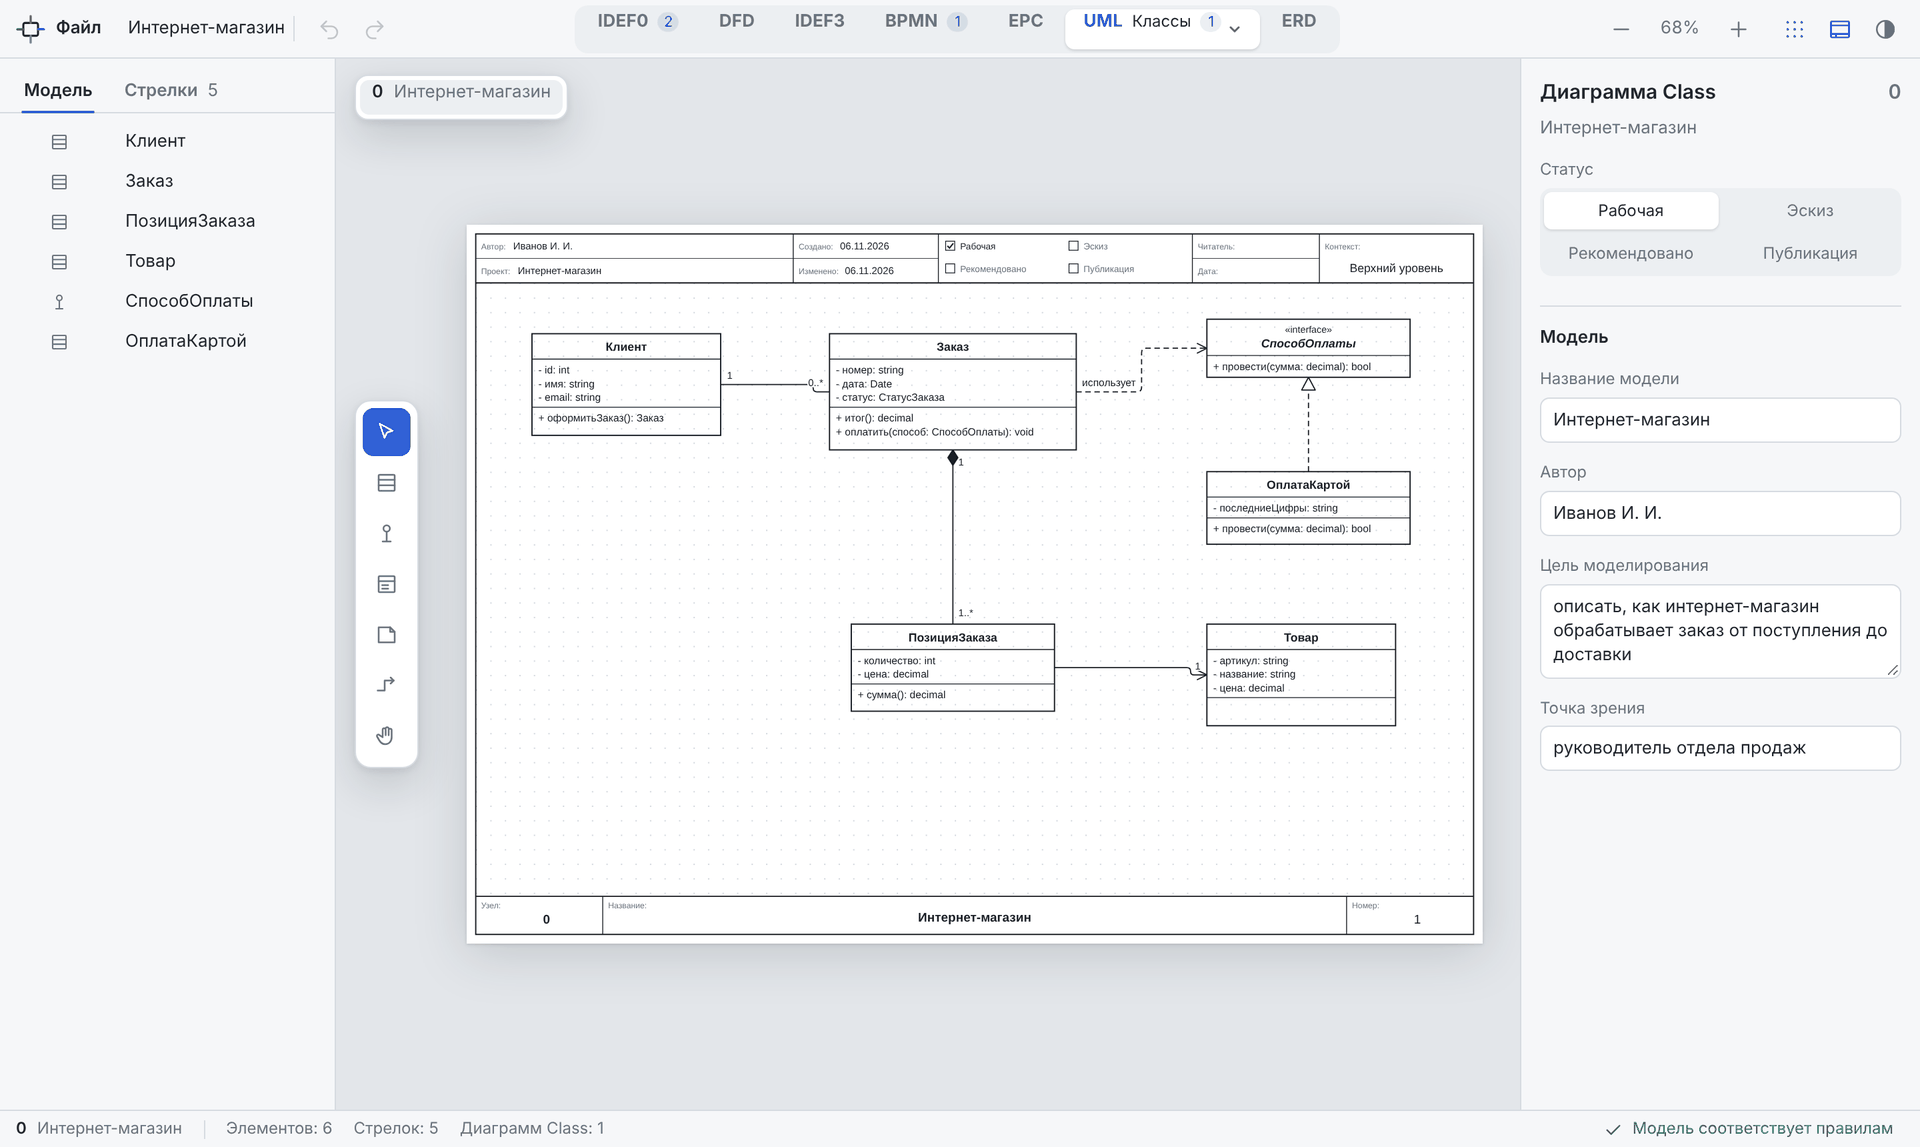 Файл
Интернет-магазин
IDEF0 2
DFD
IDEF3
BPMN 1
EPC
UML Классы 1
ERD
68%
Модель
Стрелки 5
Клиент
Заказ
ПозицияЗаказа
Товар
СпособОплаты
ОплатаКартой
0 Интернет-магазин
Автор: Иванов И. И.
Создано: 06.11.2026
Рабочая
Эскиз
Читатель:
Контекст:
Проект: Интернет-магазин
Изменено: 06.11.2026
Рекомендовано
Публикация
Дата:
Верхний уровень
Клиент
- id: int
- имя: string
- email: string
+ оформитьЗаказ(): Заказ
1
0..*
Заказ
- номер: string
- дата: Date
- статус: СтатусЗаказа
+ итог(): decimal
+ оплатить(способ: СпособОплаты): void
использует
«interface»
СпособОплаты
+ провести(сумма: decimal): bool
ОплатаКартой
- последниеЦифры: string
+ провести(сумма: decimal): bool
1
1..*
ПозицияЗаказа
- количество: int
- цена: decimal
+ сумма(): decimal
1
Товар
- артикул: string
- название: string
- цена: decimal
Узел:
0
Название:
Интернет-магазин
Номер:
1
Диаграмма Class 0
Интернет-магазин
Статус
Рабочая
Эскиз
Рекомендовано
Публикация
Модель
Название модели
Интернет-магазин
Автор
Иванов И. И.
Цель моделирования
описать, как интернет-магазин
обрабатывает заказ от поступления до
доставки
Точка зрения
руководитель отдела продаж
0 Интернет-магазин
Элементов: 6
Стрелок: 5
Диаграмм Class: 1
Модель соответствует правилам